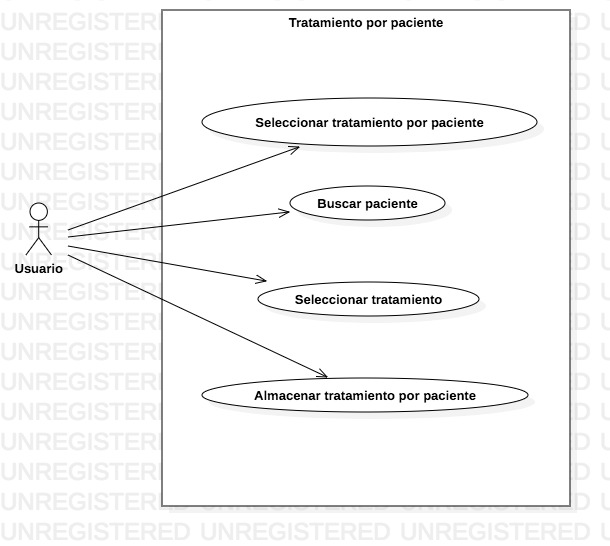 Tratamiento por paciente
Seleccionar tratamiento por paciente
Buscar paciente
Usuario
Seleccionar tratamiento
Almacenar tratamiento por paciente
UNREGISTERED UNREGISTERED UNREGISTERED